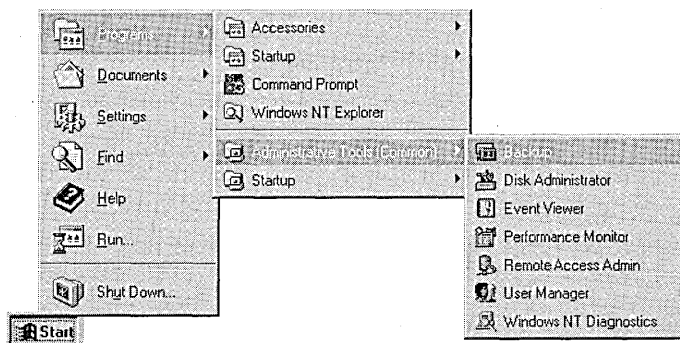 Programs
Documents
Settings
Find
Help
Run...
Shut Down...
Start
Accessories
Startup
Command Prompt
Windows NT Explorer
Administrative Tools (Common)
Startup
Backup
Disk Administrator
Event Viewer
Performance Monitor
Remote Access Admin
User Manager
Windows NT Diagnostics